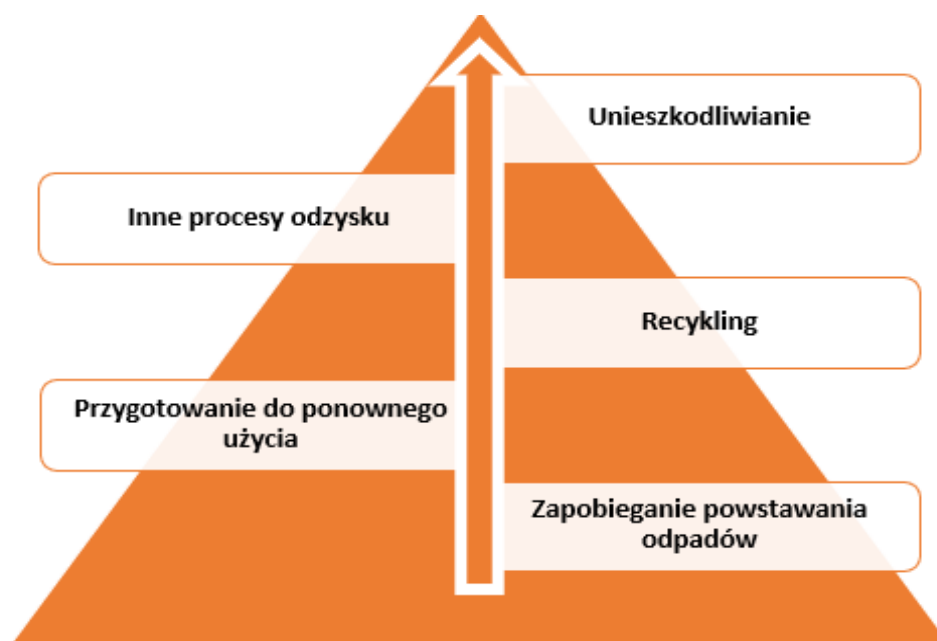 Unieszkodliwianie
Inne procesy odzysku
Recykling
Przygotowanie do ponownego
użycia
Zapobieganie powstawania
odpadów